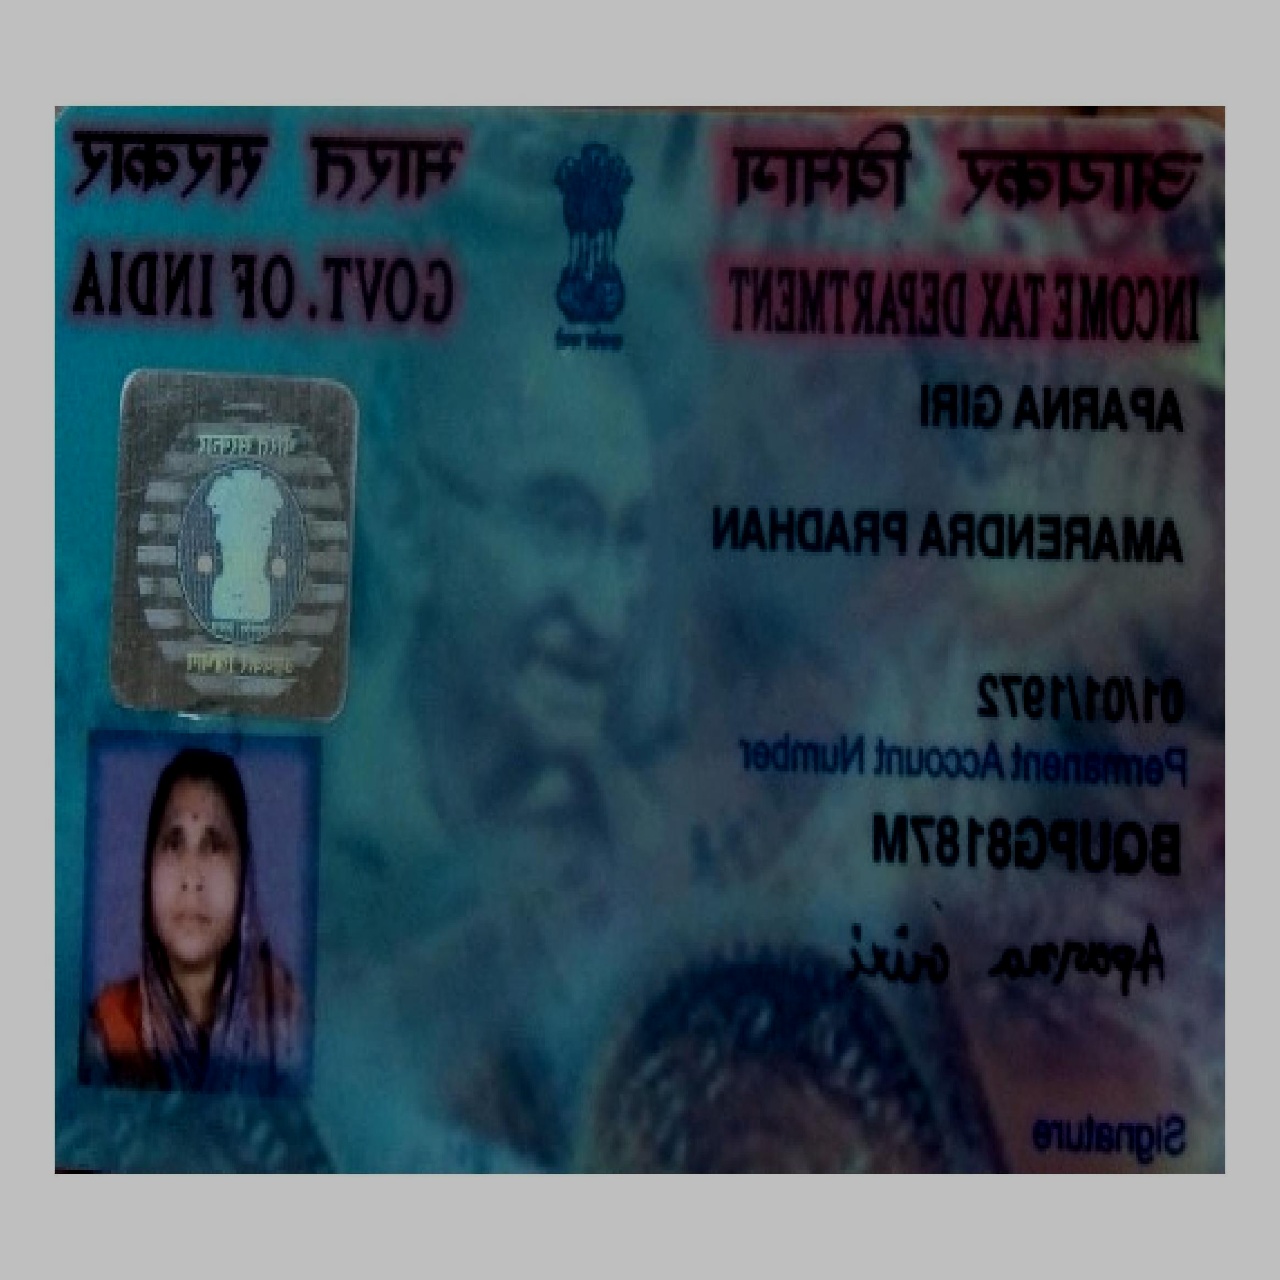 आयकर विभाग
INCOME TAX DEPARTMENT
भारत सरकार
GOVT. OF INDIA
APARNA GIRI
AMARENDRA PRADHAN
01/01/1972
Permanent Account Number
BQUPG8187M
Aparna Giri
Signature